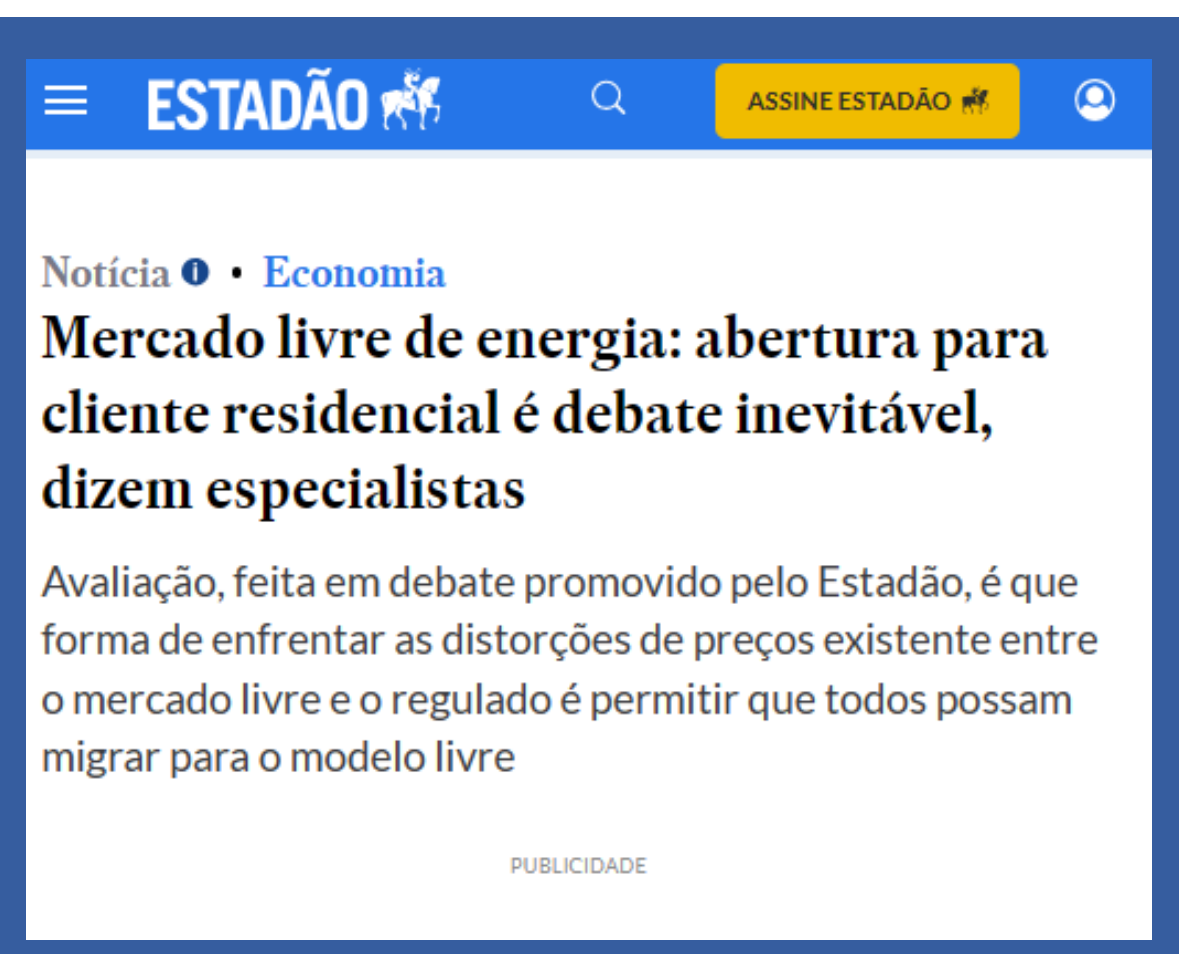 ESTADÃO
ASSINE ESTADÃO
Notícia i • Economia
Mercado livre de energia: abertura para
cliente residencial é debate inevitável,
dizem especialistas
Avaliação, feita em debate promovido pelo Estadão, é que
forma de enfrentar as distorções de preços existente entre
o mercado livre e o regulado é permitir que todos possam
migrar para o modelo livre
PUBLICIDADE